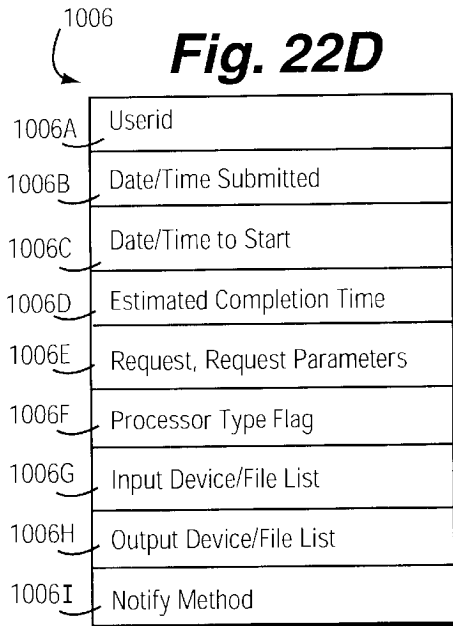 1006
Fig. 22D
1006A Userid
1006B Date/Time Submitted
1006C Date/Time to Start
1006D Estimated Completion Time
1006E Request, Request Parameters
1006F Processor Type Flag
1006G Input Device/File List
1006H Output Device/File List
1006I Notify Method